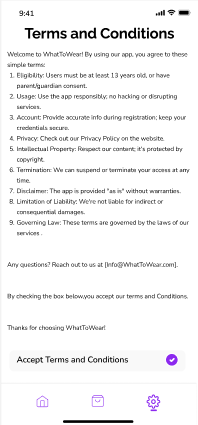 9:41
Terms and Conditions
Welcome to WhatToWear! By using our app, you agree to these
simple terms:
1. Eligibility: Users must be at least 13 years old, or have
parent/guardian consent.
2. Usage: Use the app responsibly; no hacking or disrupting
services.
3. Account: Provide accurate info during registration; keep your
credentials secure.
4. Privacy: Check out our Privacy Policy on the website.
5. Intellectual Property: Respect our content; it's protected by
copyright.
6. Termination: We can suspend or terminate your access at any
time.
7. Disclaimer: The app is provided "as is" without warranties.
8. Limitation of Liability: We're not liable for indirect or
consequential damages.
9. Governing Law: These terms are governed by the laws of our
services .
Any questions? Reach out to us at [Info@WhatToWear.com].
By checking the box below,you accept our terms and Conditions.
Thanks for choosing WhatToWear!
Accept Terms and Conditions